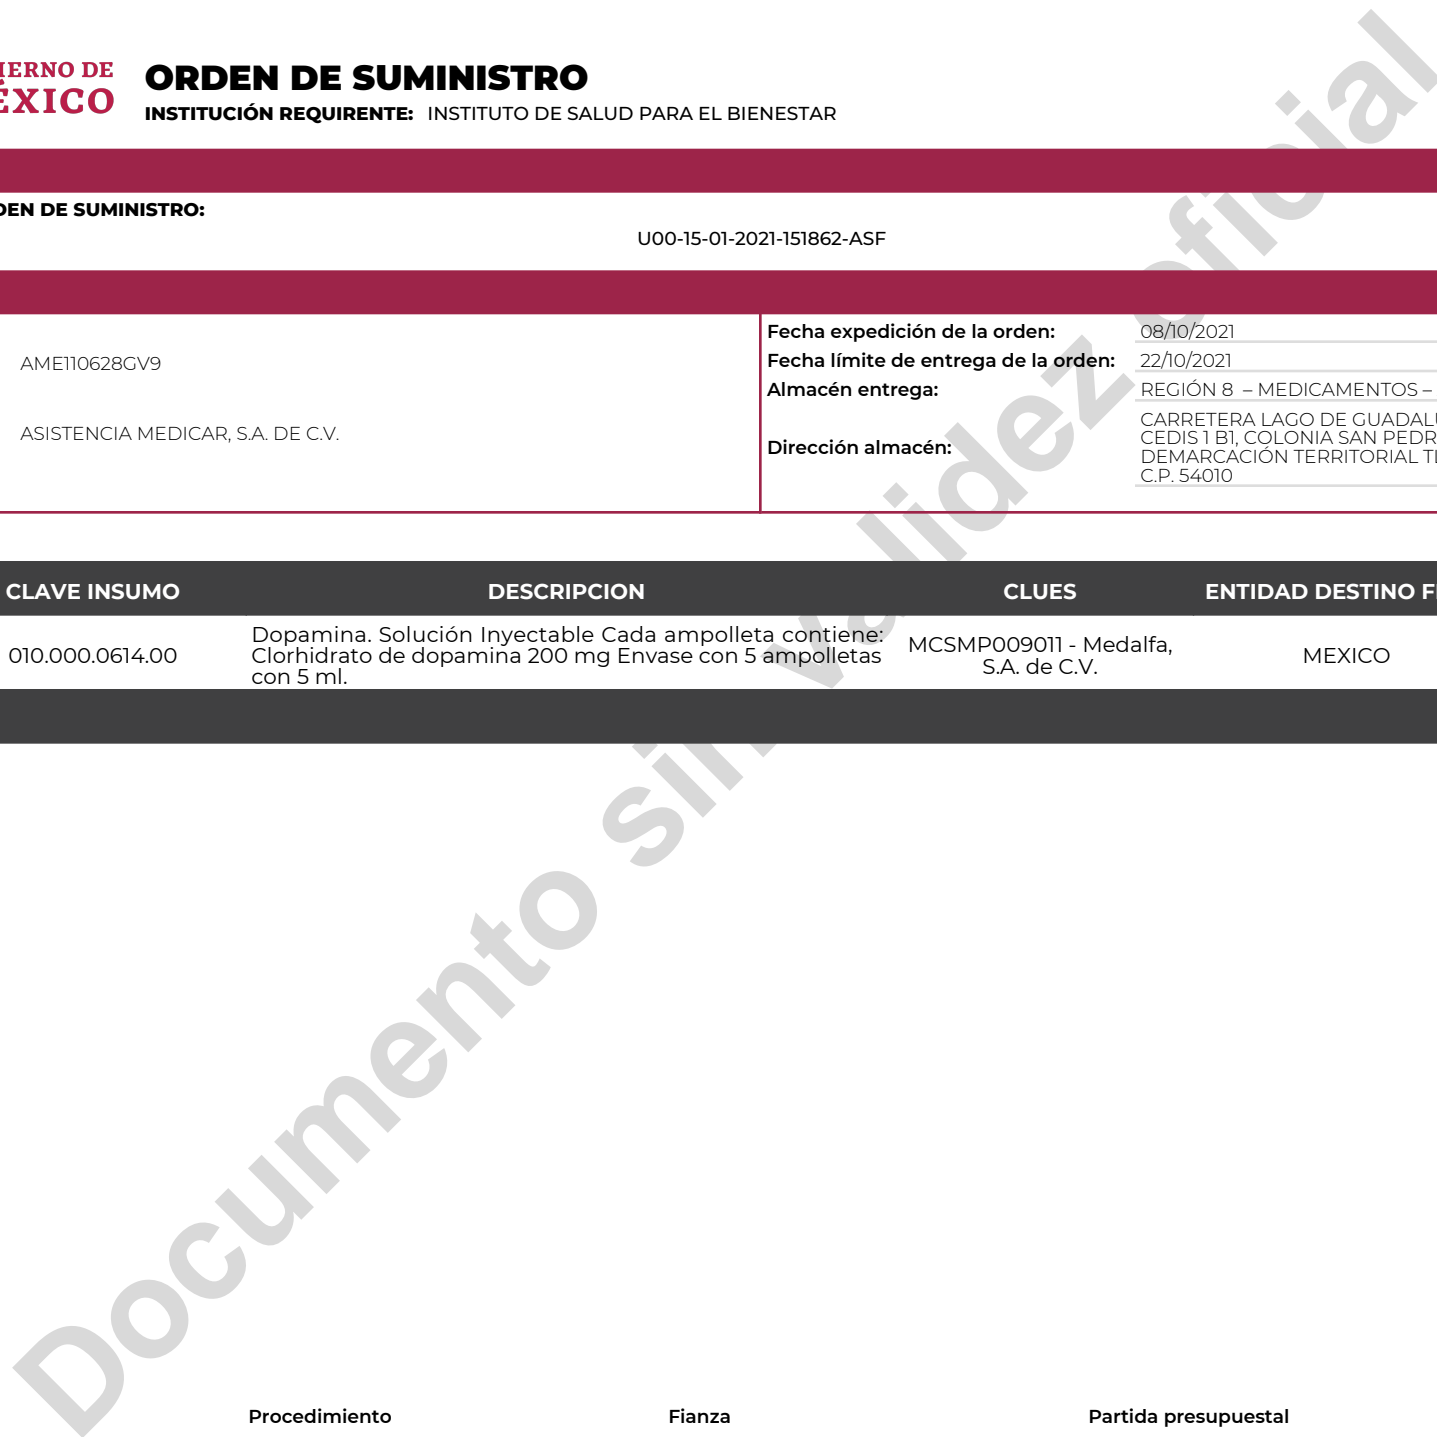 IERNO DE
ÉXICO
ORDEN DE SUMINISTRO
INSTITUCIÓN REQUIRENTE: INSTITUTO DE SALUD PARA EL BIENESTAR
DEN DE SUMINISTRO:
U00-15-01-2021-151862-ASF
AME110628GV9
ASISTENCIA MEDICAR, S.A. DE C.V.
Fecha expedición de la orden: 08/10/2021
Fecha límite de entrega de la orden: 22/10/2021
Almacén entrega: REGIÓN 8 – MEDICAMENTOS –
Dirección almacén:
CARRETERA LAGO DE GUADALU
CEDIS 1 B1, COLONIA SAN PEDR
DEMARCACIÓN TERRITORIAL
C.P. 54010
CLAVE INSUMO DESCRIPCION CLUES ENTIDAD DESTINO
010.000.0614.00
Dopamina. Solución Inyectable Cada ampolleta contiene:
Clorhidrato de dopamina 200 mg Envase con 5 ampolletas
con 5 ml.
MCSMP009011 - Medalfa,
S.A. de C.V.
MEXICO
Documento sin validez oficial
Procedimiento Fianza Partida presupuestal